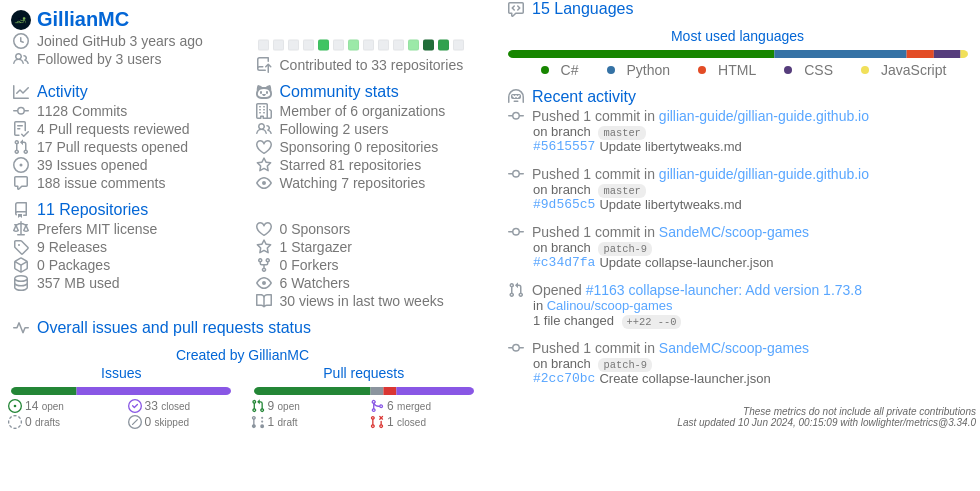 GillianMC
Joined GitHub 3 years ago
Followed by 3 users
Contributed to 33 repositories
Activity
1128 Commits
4 Pull requests reviewed
17 Pull requests opened
39 Issues opened
188 issue comments
Community stats
Member of 6 organizations
Following 2 users
Sponsoring 0 repositories
Starred 81 repositories
Watching 7 repositories
11 Repositories
Prefers MIT license
9 Releases
0 Packages
357 MB used
0 Sponsors
1 Stargazer
0 Forkers
6 Watchers
30 views in last two weeks
Overall issues and pull requests status
Created by GillianMC
Issues
14 open
33 closed
0 drafts
0 skipped
Pull requests
9 open
6 merged
1 draft
1 closed
15 Languages
Most used languages
C# Python HTML CSS JavaScript
Recent activity
Pushed 1 commit in gillian-guide/gillian-guide.github.io
on branch master
#5615557 Update libertytweaks.md
Pushed 1 commit in gillian-guide/gillian-guide.github.io
on branch master
#9d565c5 Update libertytweaks.md
Pushed 1 commit in SandeMC/scoop-games
on branch patch-9
#c34d7fa Update collapse-launcher.json
Opened #1163 collapse-launcher: Add version 1.73.8
in Calinou/scoop-games
1 file changed ++22 --0
Pushed 1 commit in SandeMC/scoop-games
on branch patch-9
#2cc70bc Create collapse-launcher.json
These metrics do not include all private contributions
Last updated 10 Jun 2024, 00:15:09 with lowlighter/metrics@3.34.0